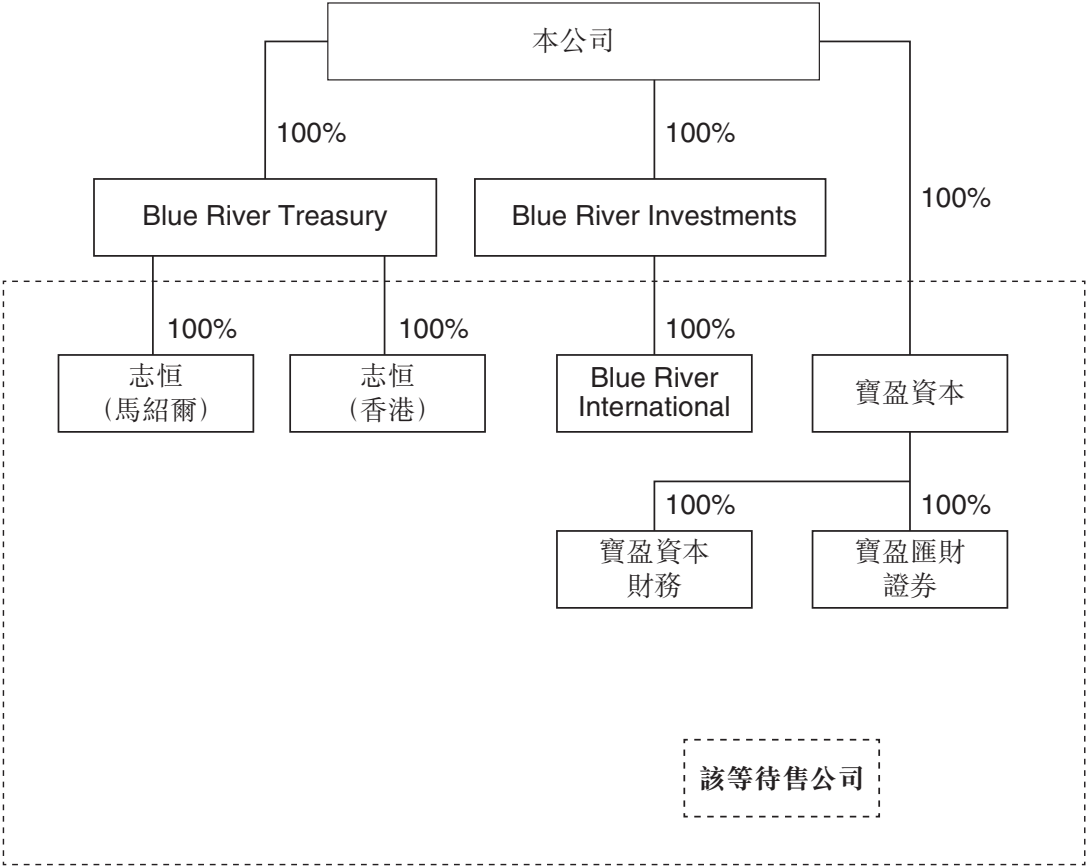 本公司
100%
100%
100%
Blue River Treasury
Blue River Investments
100%
100%
100%
志恒
（馬紹爾）
志恒
（香港）
Blue River
International
寶盈資本
100%
100%
寶盈資本
財務
寶盈匯財
證券
該等待售公司